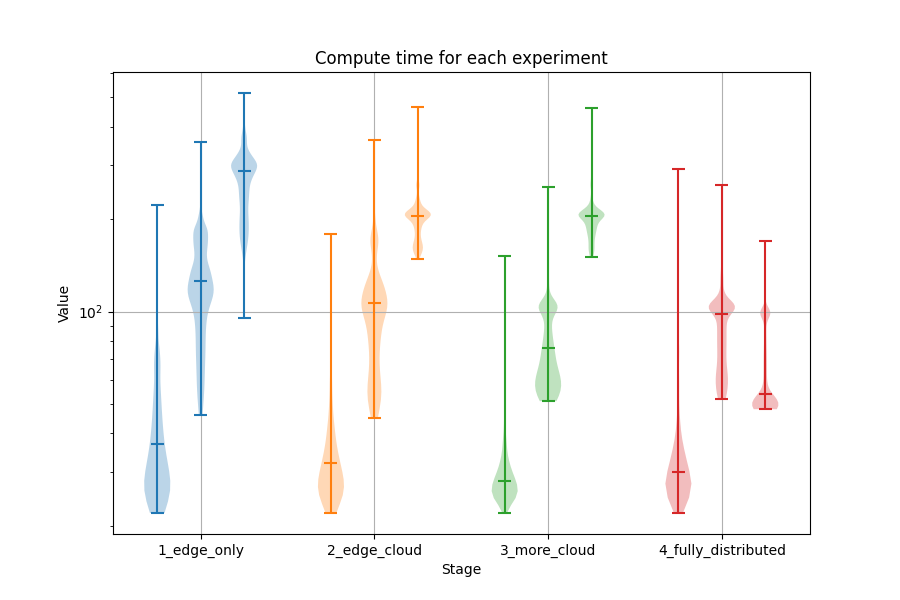 Compute time for each experiment
Value
10²
1_edge_only
2_edge_cloud
3_more_cloud
4_fully_distributed
Stage